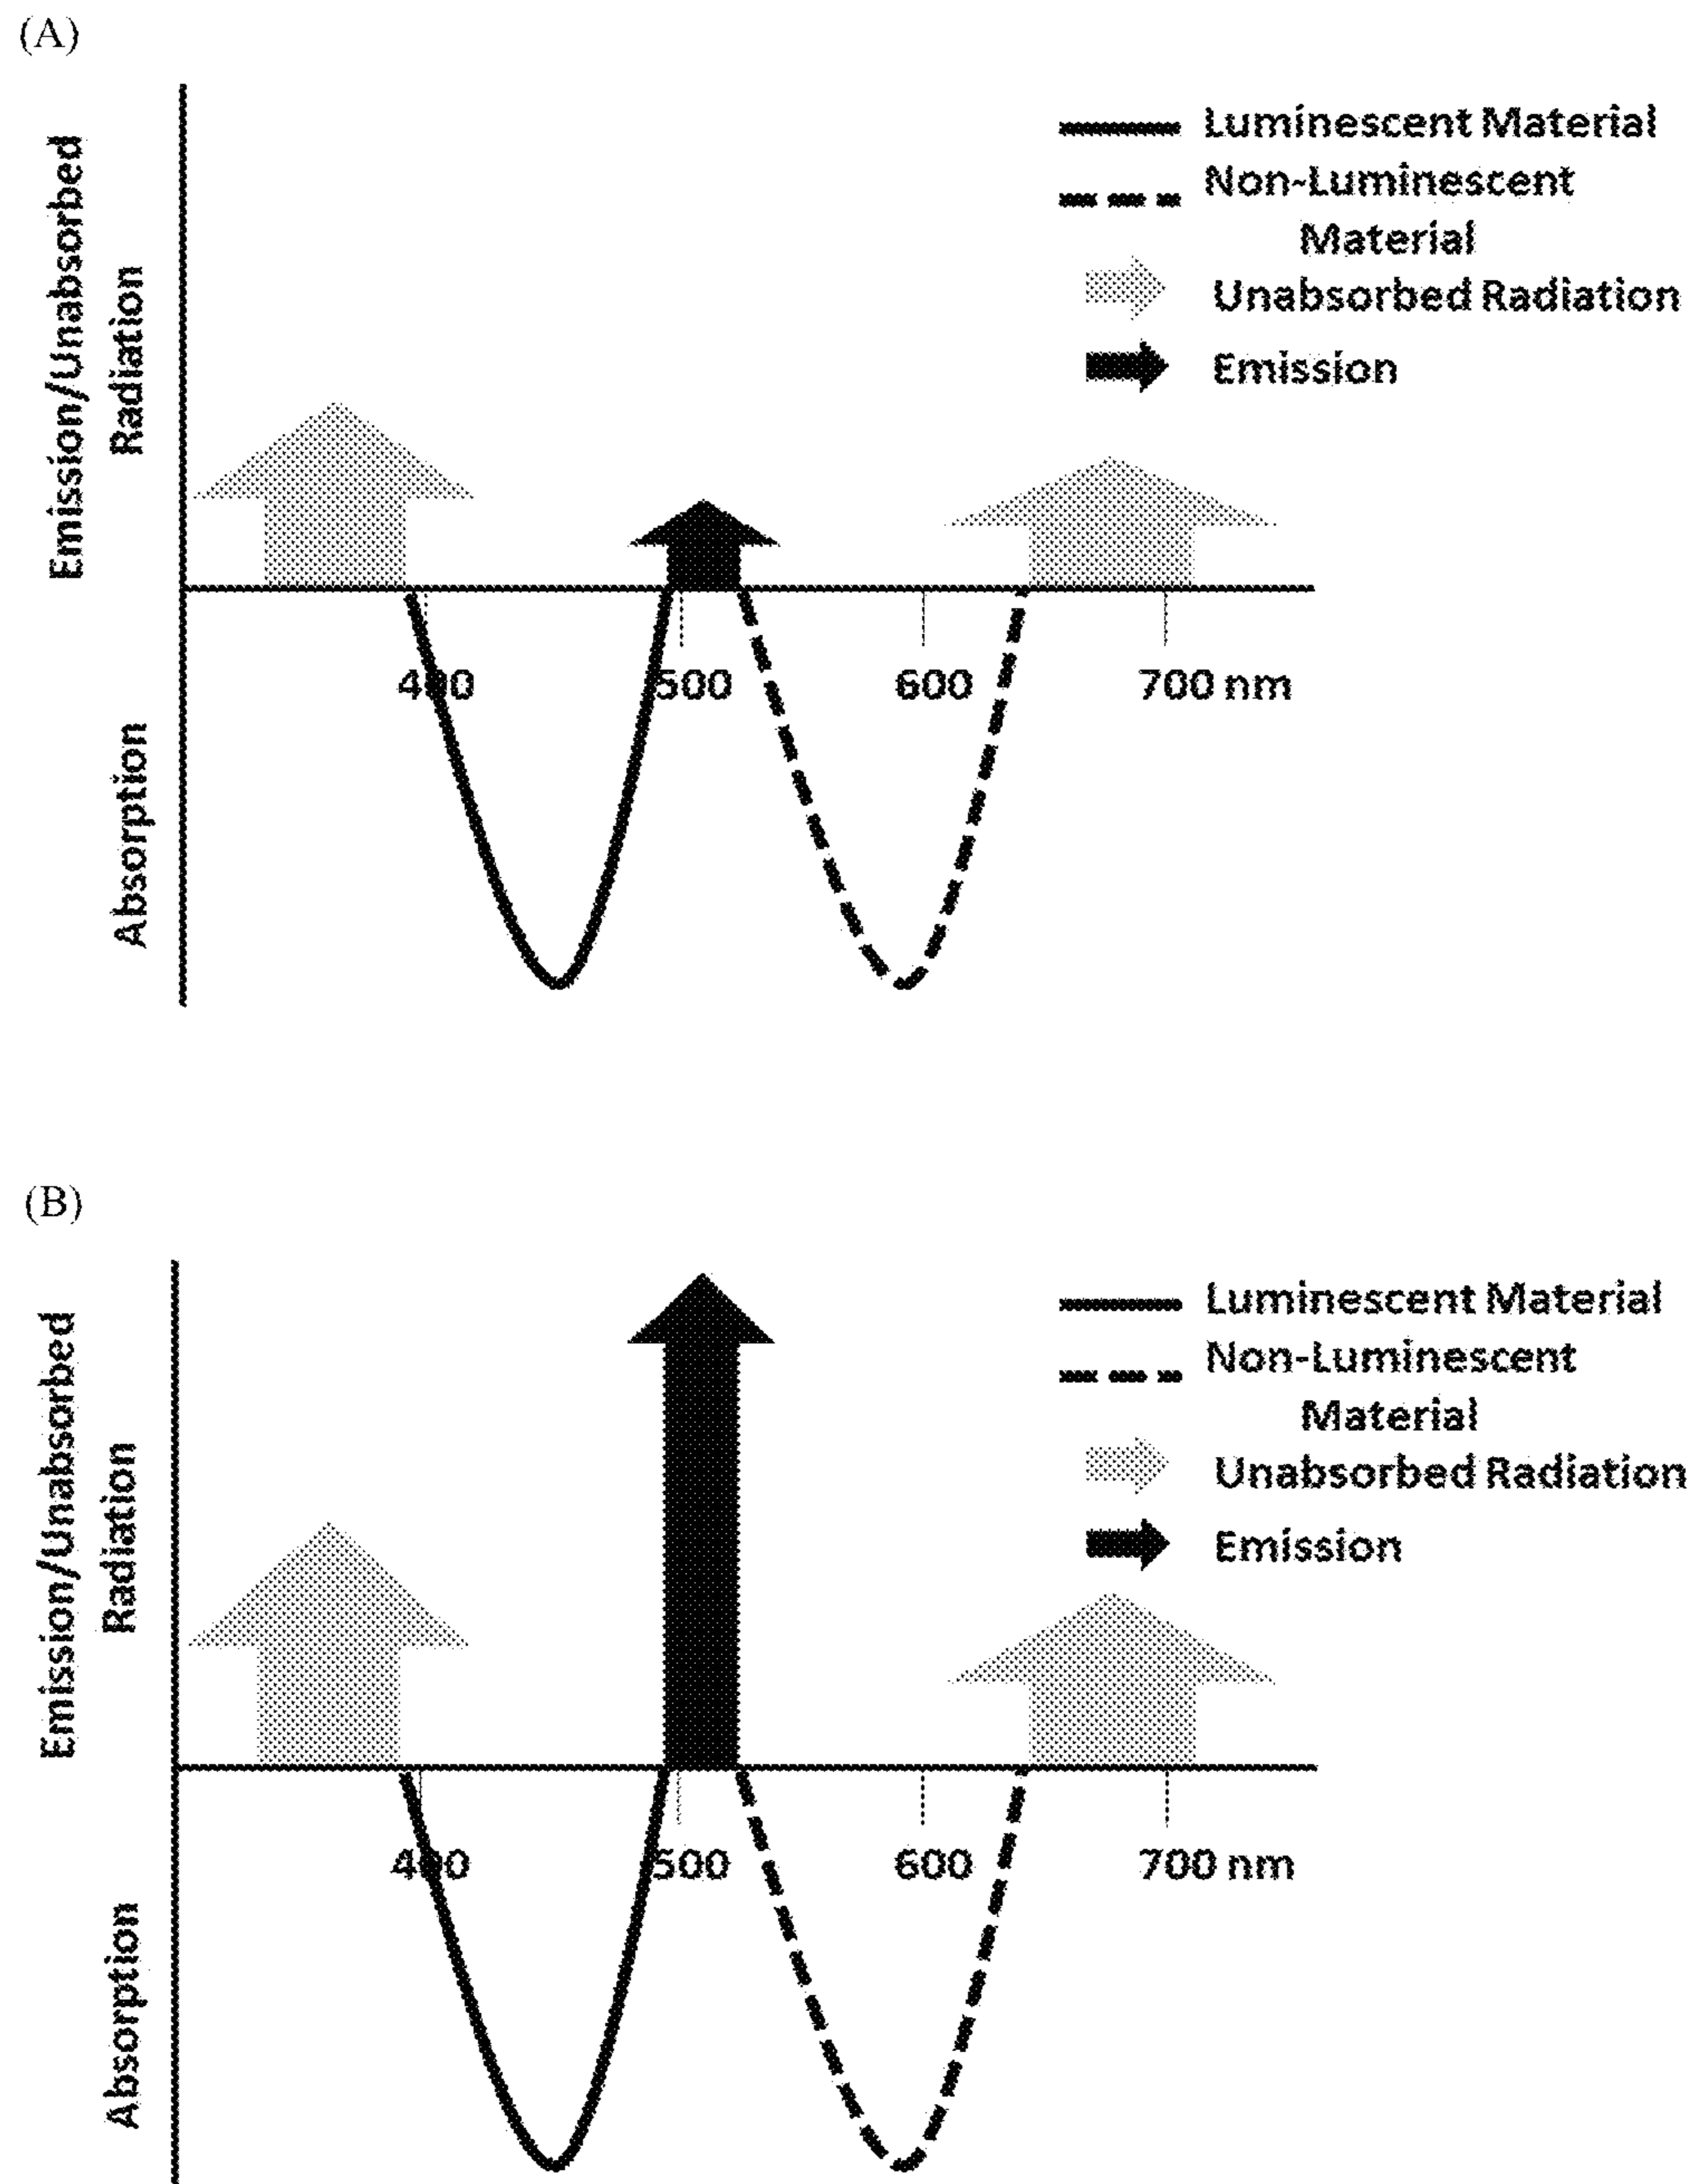 (A)
Emission/Unabsorbed
Radiation
Absorption
Luminescent Material
Non-Luminescent
Material
Unabsorbed Radiation
Emission
400
500
600
700 nm
(B)
Emission/Unabsorbed
Radiation
Absorption
Luminescent Material
Non-Luminescent
Material
Unabsorbed Radiation
Emission
400
500
600
700 nm